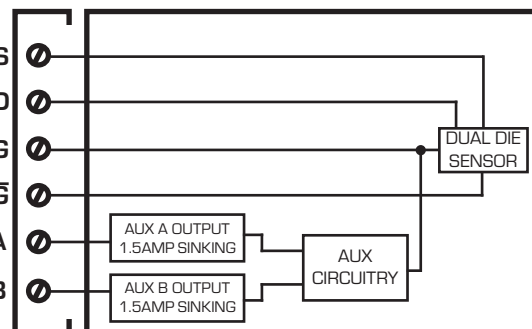 S
D
G
G̅
A
B
DUAL DIE
SENSOR
AUX A OUTPUT
1.5AMP SINKING
AUX
CIRCUITRY
AUX B OUTPUT
1.5AMP SINKING